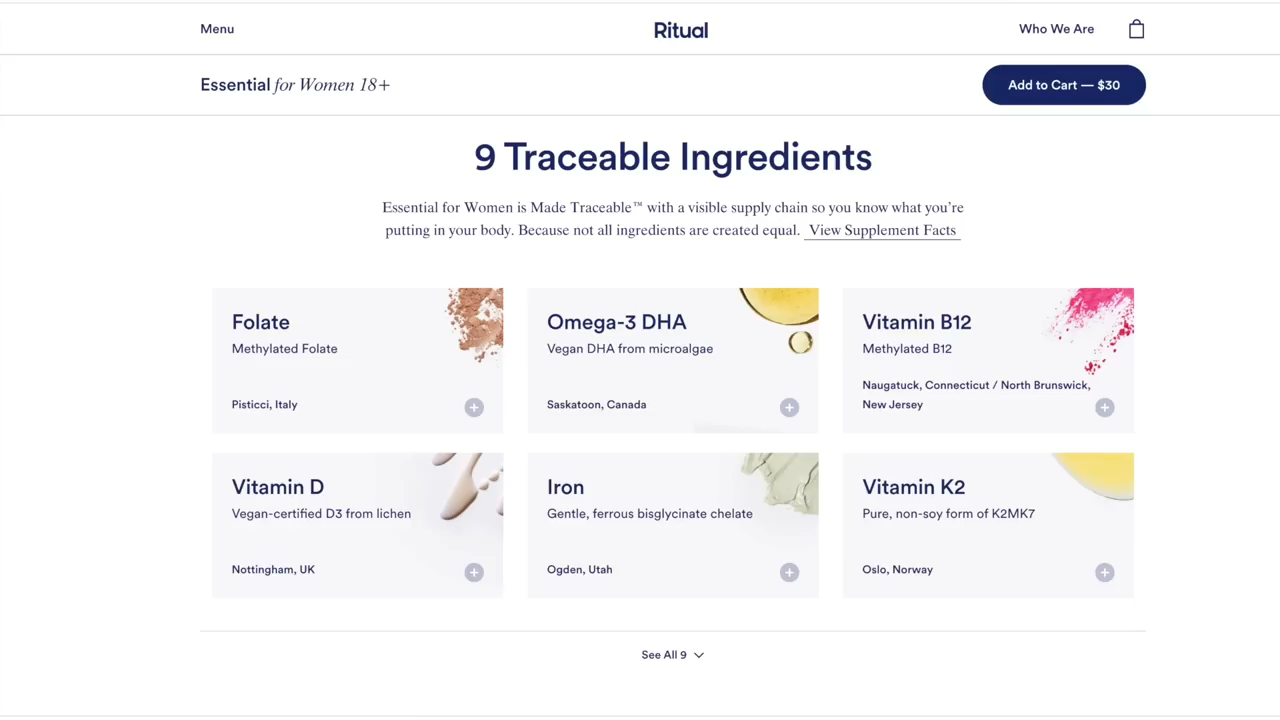 Menu
Ritual
Who We Are
Essential for Women 18+
Add to Cart — $30
9 Traceable Ingredients
Essential for Women is Made Traceable™ with a visible supply chain so you know what you're
putting in your body. Because not all ingredients are created equal. View Supplement Facts
Folate
Methylated Folate
Pisticci, Italy
Omega-3 DHA
Vegan DHA from microalgae
Saskatoon, Canada
Vitamin B12
Methylated B12
Naugatuck, Connecticut / North Brunswick,
New Jersey
Vitamin D
Vegan-certified D3 from lichen
Nottingham, UK
Iron
Gentle, ferrous bisglycinate chelate
Ogden, Utah
Vitamin K2
Pure, non-soy form of K2MK7
Oslo, Norway
See All 9